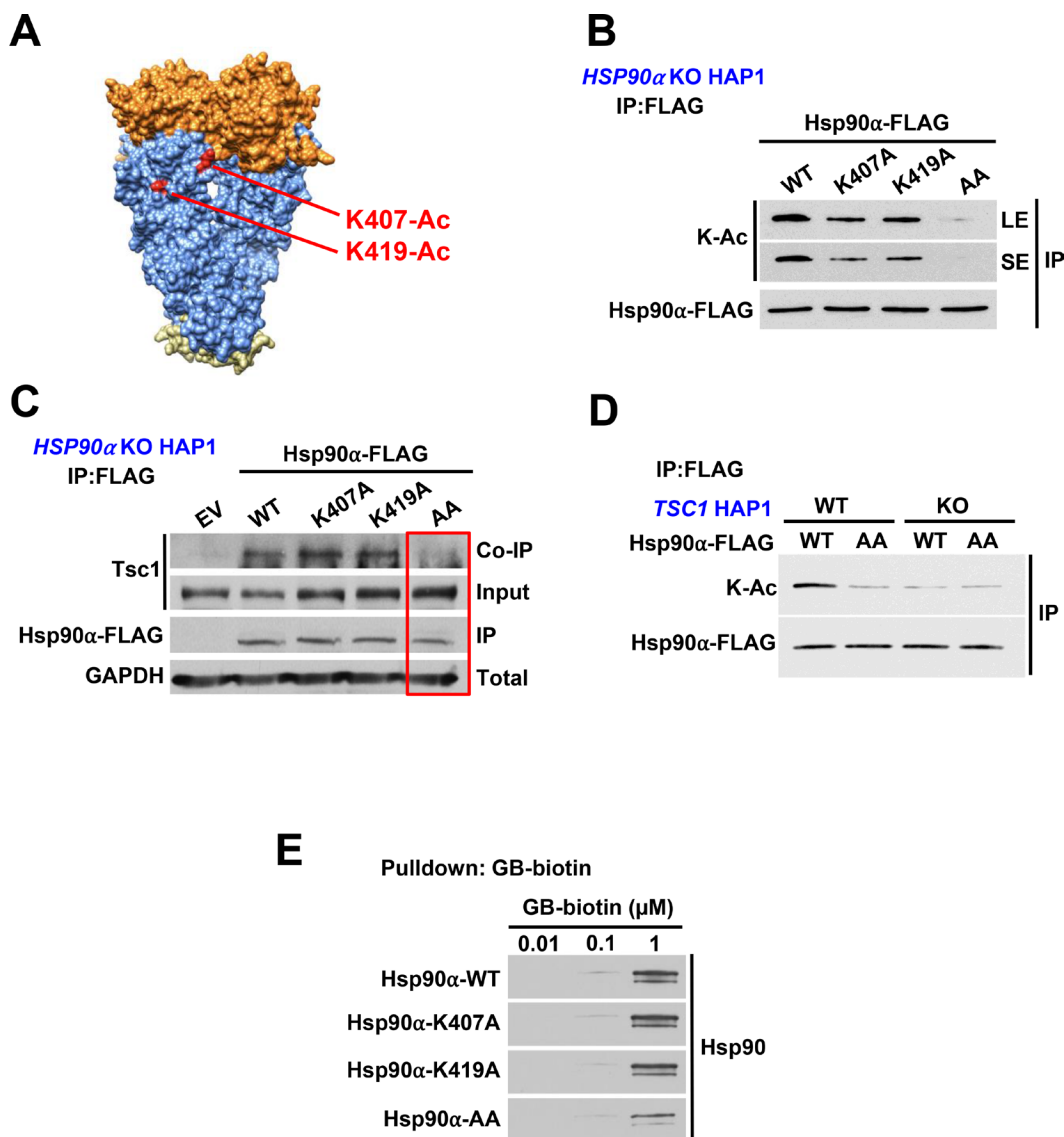 A
K407-Ac
K419-Ac
B
HSP90α KO HAP1
IP:FLAG
Hsp90α-FLAG
WT K407A K419A AA
K-Ac
LE
SE
IP
Hsp90α-FLAG
C
HSP90α KO HAP1
IP:FLAG
Hsp90α-FLAG
EV WT K407A K419A AA
Tsc1
Co-IP
Input
Hsp90α-FLAG IP
GAPDH Total
D
IP:FLAG
TSC1 HAP1 WT KO
Hsp90α-FLAG WT AA WT AA
K-Ac
IP
Hsp90α-FLAG
E
Pulldown: GB-biotin
GB-biotin (µM)
0.01 0.1 1
Hsp90α-WT
Hsp90α-K407A
Hsp90
Hsp90α-K419A
Hsp90α-AA